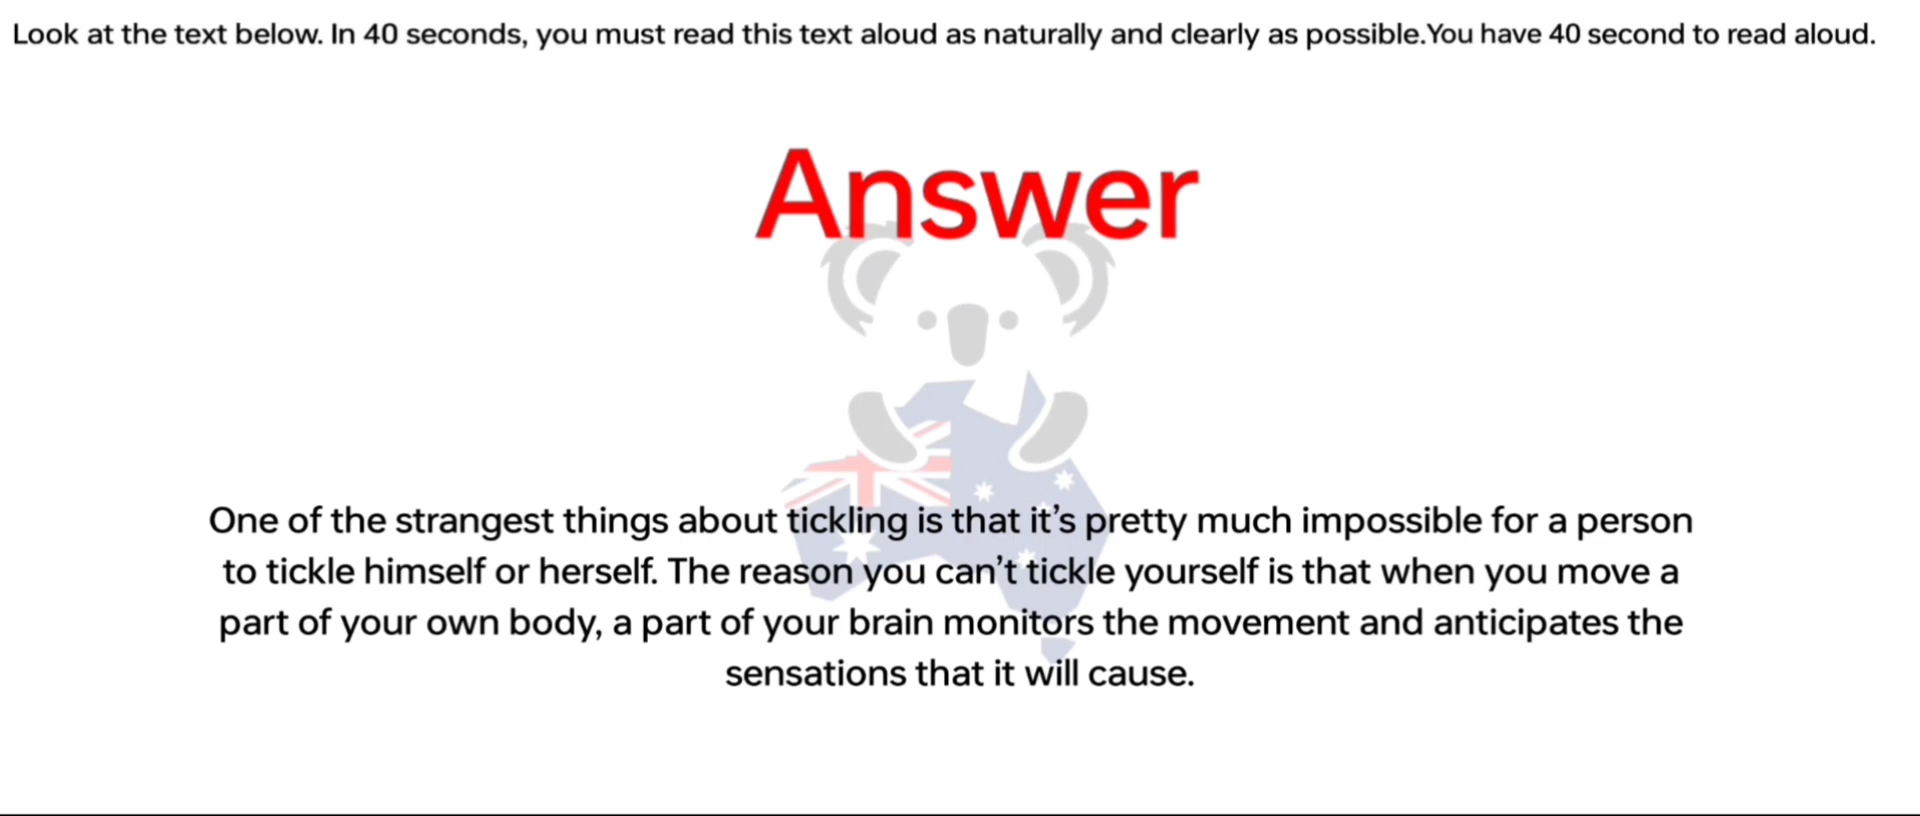 Look at the text below. In 40 seconds, you must read this text aloud as naturally and clearly as possible.You have 40 second to read aloud.
Answer
One of the strangest things about tickling is that it’s pretty much impossible for a person
to tickle himself or herself. The reason you can’t tickle yourself is that when you move a
part of your own body, a part of your brain monitors the movement and anticipates the
sensations that it will cause.